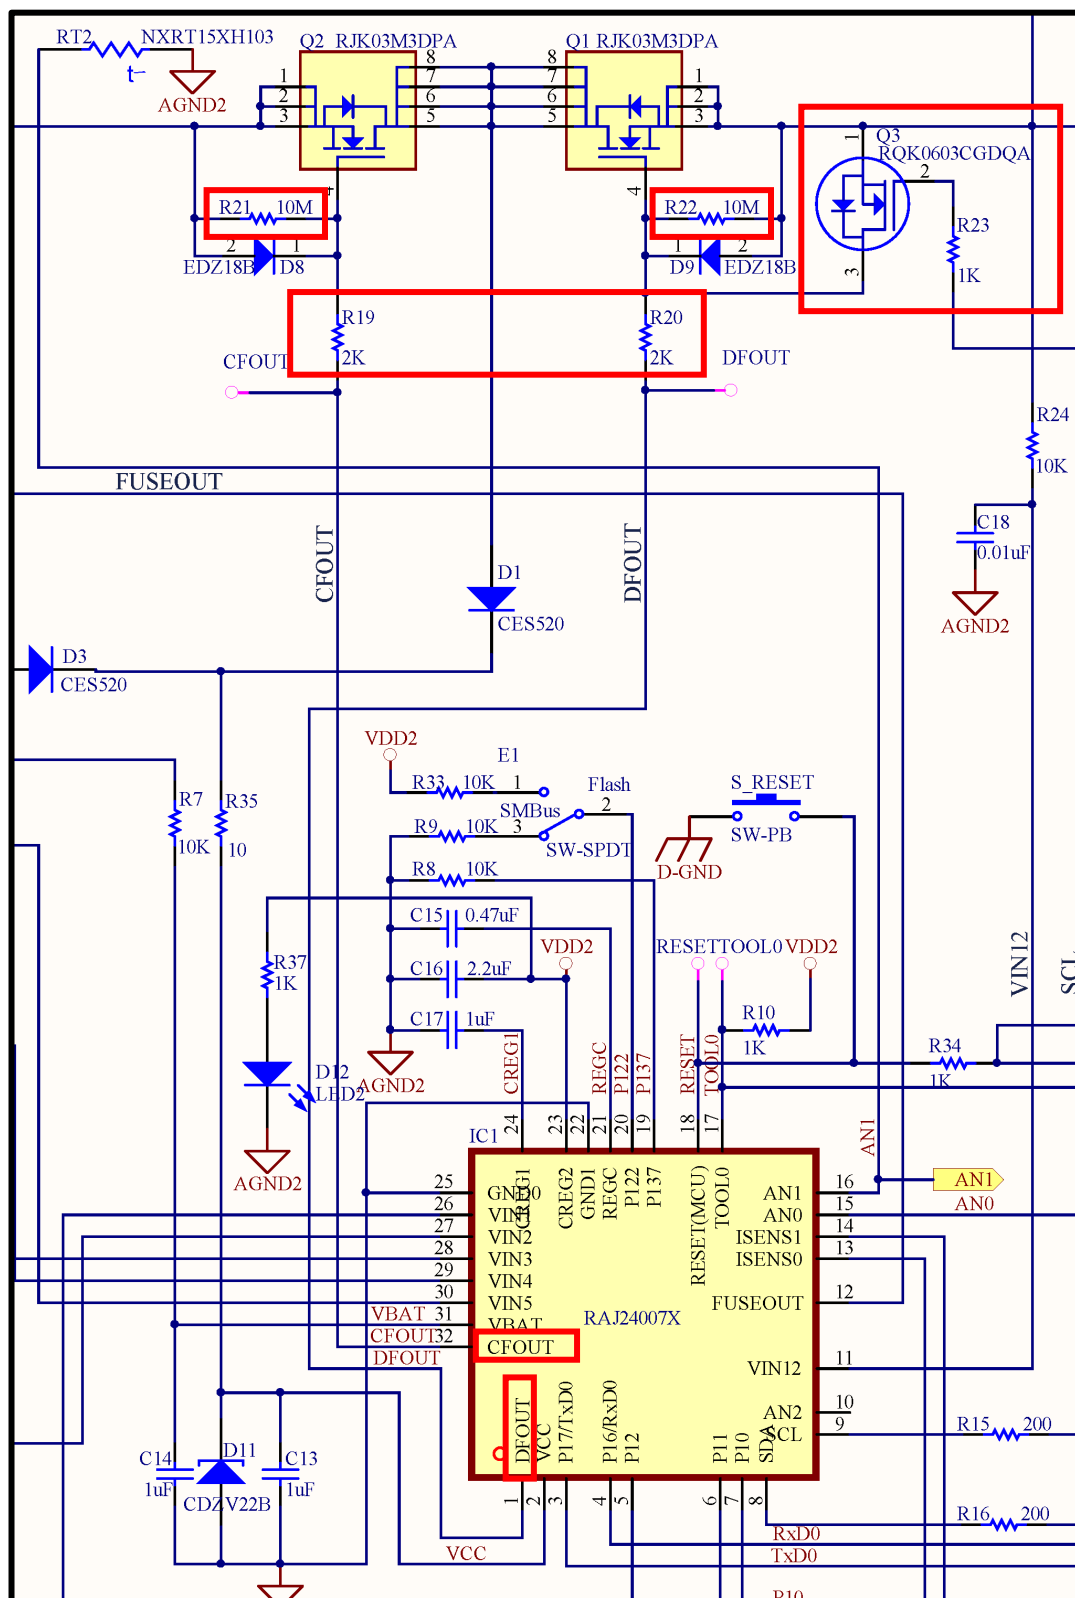 RT2 NXRT15XH103
t-
AGND2
Q2 RJK03M3DPA
Q1 RJK03M3DPA
8 8
1 7 7 1
2 6 6 2
3 5 5 3
4 4
R21 10M
R22 10M
2 1
1 2
EDZ18B D8
D9 EDZ18B
1 Q3
RQK0603CGDQA
2
R23
1K
3
R19
2K
R20
2K
CFOUT
DFOUT
R24
10K
FUSEOUT
C18
0.01uF
AGND2
CFOUT
DFOUT
D1
CES520
D3
CES520
VDD2
E1
R33 10K 1
Flash
2
SMBus
R9 10K 3
SW-SPDT
R8 10K
S_RESET
SW-PB
D-GND
R7
10K
R35
10
C15 0.47uF
C16 2.2uF
C17 1uF
VDD2
RESET TOOL0 VDD2
VIN12
SCL
R37
1K
R10
1K
R34
1K
D12
LED2
AGND2
AGND2
CREG1
REGC
P122
P137
RESET
TOOL0
AN1
IC1
24 23 22 21 20 19 18 17
CREG1
CREG2
GND1
REGC
P122
P137
RESET(MCU)
TOOL0
25 GND0
26 VIN1
27 VIN2
28 VIN3
29 VIN4
30 VIN5
VBAT 31 VBAT
CFOUT 32 CFOUT
DFOUT
RAJ24007X
AN1 16
AN1
AN0 15 AN0
ISENS1 14
ISENS0 13
FUSEOUT 12
VIN12 11
AN2 10
SCL 9
DFOUT
VCC
P17/TxD0
P16/RxD0
P12
P11
P10
SDA
1 2 3 4 5 6 7 8
R15 200
R16 200
C14
1uF
D11
CDZV22B
C13
1uF
VCC
RxD0
TxD0
P10